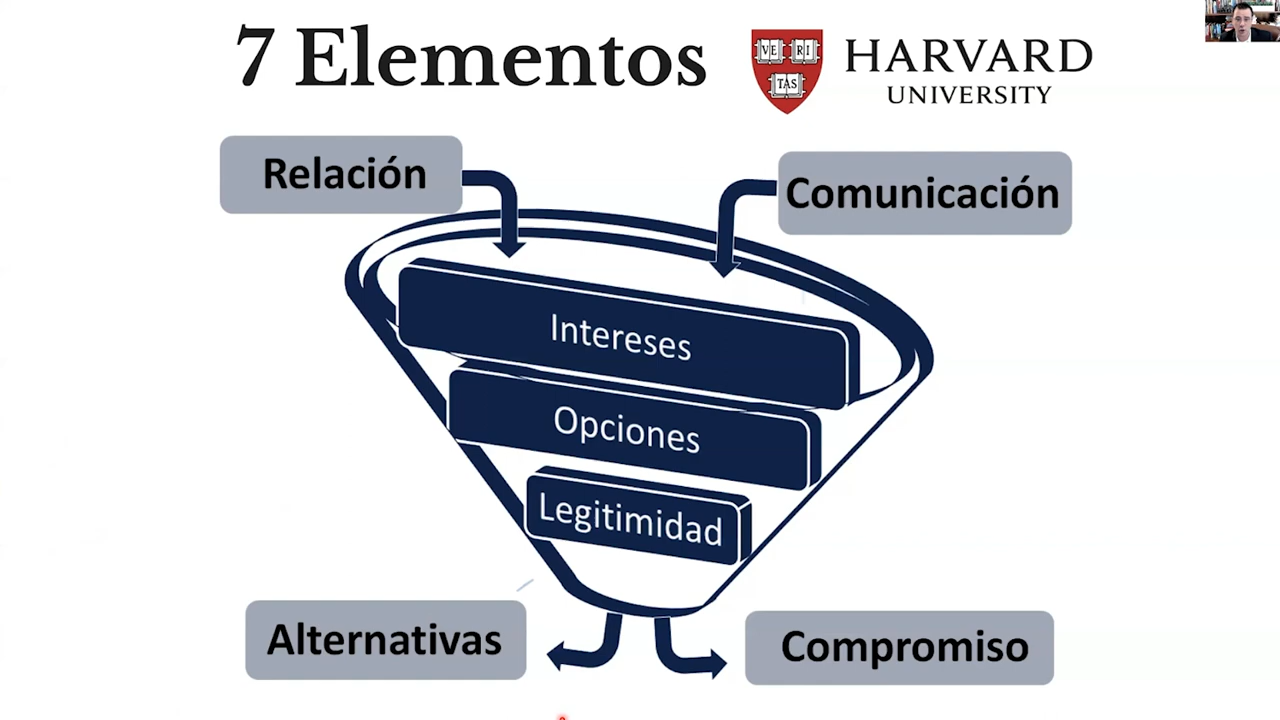 7 Elementos
VE RI
TAS
HARVARD
UNIVERSITY
Relación
Comunicación
Intereses
Opciones
Legitimidad
Alternativas
Compromiso